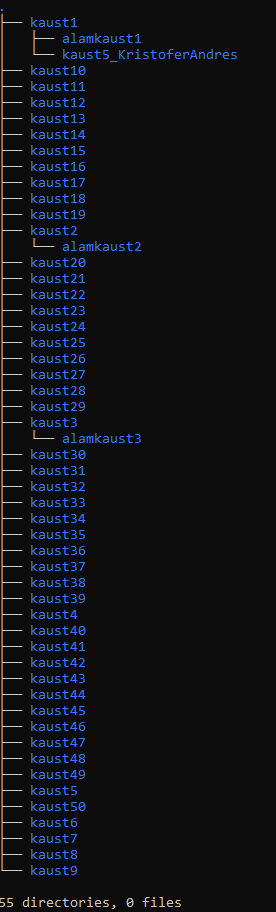 .
├── kaust1
│   ├── alamkaust1
│   └── kaust5_KristoferAndres
├── kaust10
├── kaust11
├── kaust12
├── kaust13
├── kaust14
├── kaust15
├── kaust16
├── kaust17
├── kaust18
├── kaust19
├── kaust2
│   └── alamkaust2
├── kaust20
├── kaust21
├── kaust22
├── kaust23
├── kaust24
├── kaust25
├── kaust26
├── kaust27
├── kaust28
├── kaust29
├── kaust3
│   └── alamkaust3
├── kaust30
├── kaust31
├── kaust32
├── kaust33
├── kaust34
├── kaust35
├── kaust36
├── kaust37
├── kaust38
├── kaust39
├── kaust4
├── kaust40
├── kaust41
├── kaust42
├── kaust43
├── kaust44
├── kaust45
├── kaust46
├── kaust47
├── kaust48
├── kaust49
├── kaust5
├── kaust50
├── kaust6
├── kaust7
├── kaust8
└── kaust9
55 directories, 0 files